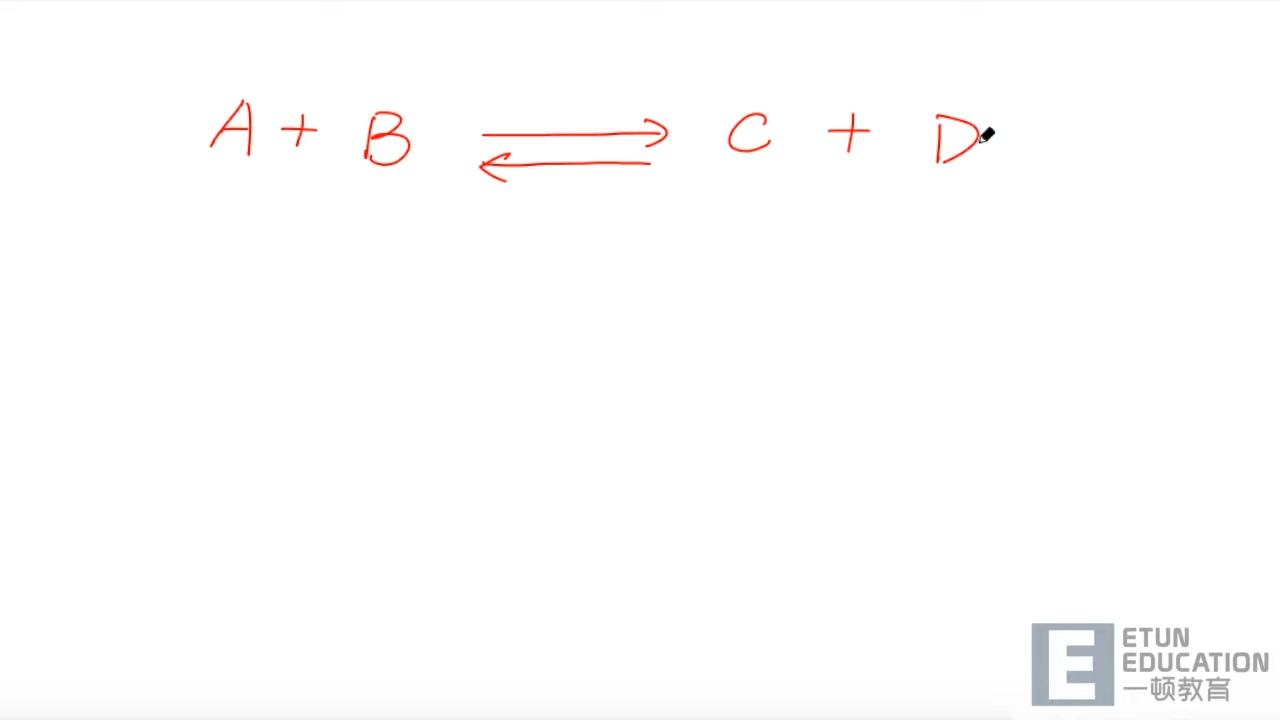 A + B ⇌ C + D
E ETUN
EDUCATION
一顿教育